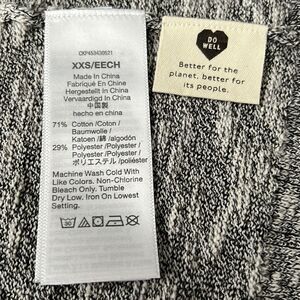 CKP453430521
XXS/EECH
Made In China
Fabriqué En China
Hergestellt in China
Vervaardigd In China
中国製
hecho en china
71% Cotton /Coton /
Baumwolle /
Katoen /綿 /algodón
29% Polyester /Polyester /
Polyester /Polyester /
ポリエステル /poliéster
Machine Wash Cold With
Like Colors. Non-Chlorine
Bleach Only. Tumble
Dry Low. Iron On Lowest
Setting.
DO
WELL
Better for the
planet, better for
its people.